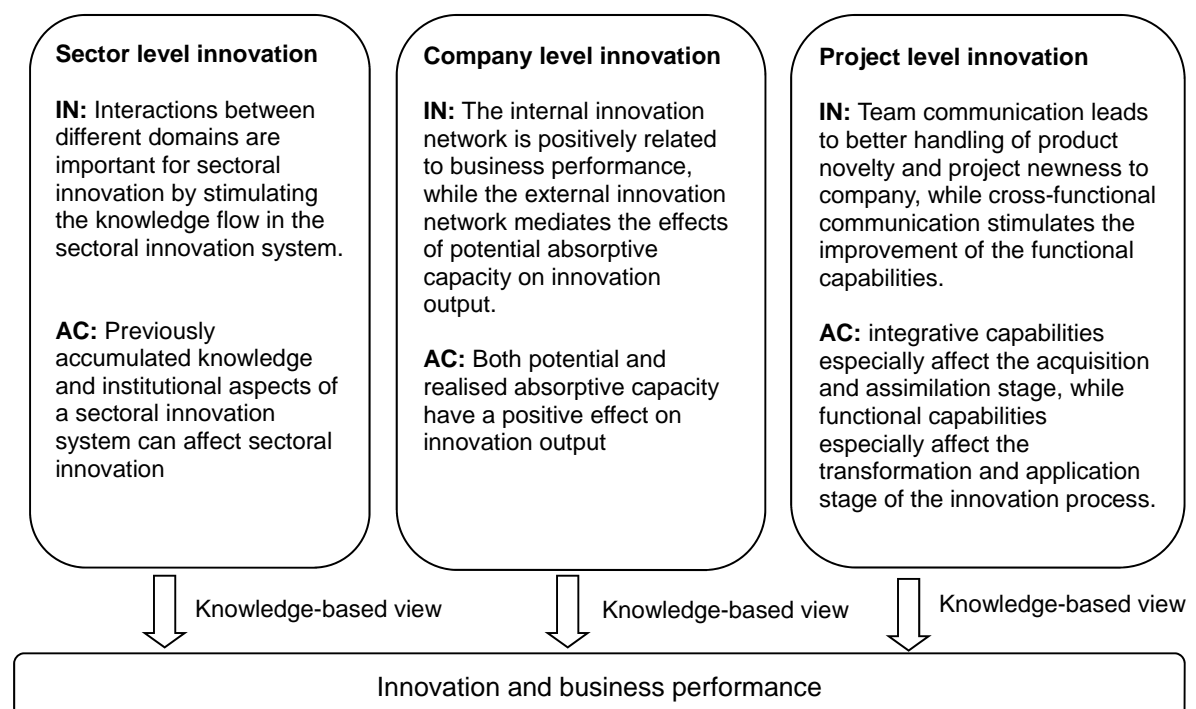 Sector level innovation
IN: Interactions between
different domains are
important for sectoral
innovation by stimulating
the knowledge flow in the
sectoral innovation system.
AC: Previously
accumulated knowledge
and institutional aspects of
a sectoral innovation
system can affect sectoral
innovation
Company level innovation
IN: The internal innovation
network is positively related
to business performance,
while the external innovation
network mediates the effects
of potential absorptive
capacity on innovation
output.
AC: Both potential and
realised absorptive capacity
have a positive effect on
innovation output
Project level innovation
IN: Team communication leads
to better handling of product
novelty and project newness to
company, while cross-functional
communication stimulates the
improvement of the functional
capabilities.
AC: integrative capabilities
especially affect the acquisition
and assimilation stage, while
functional capabilities
especially affect the
transformation and application
stage of the innovation process.
Knowledge-based view
Knowledge-based view
Knowledge-based view
Innovation and business performance